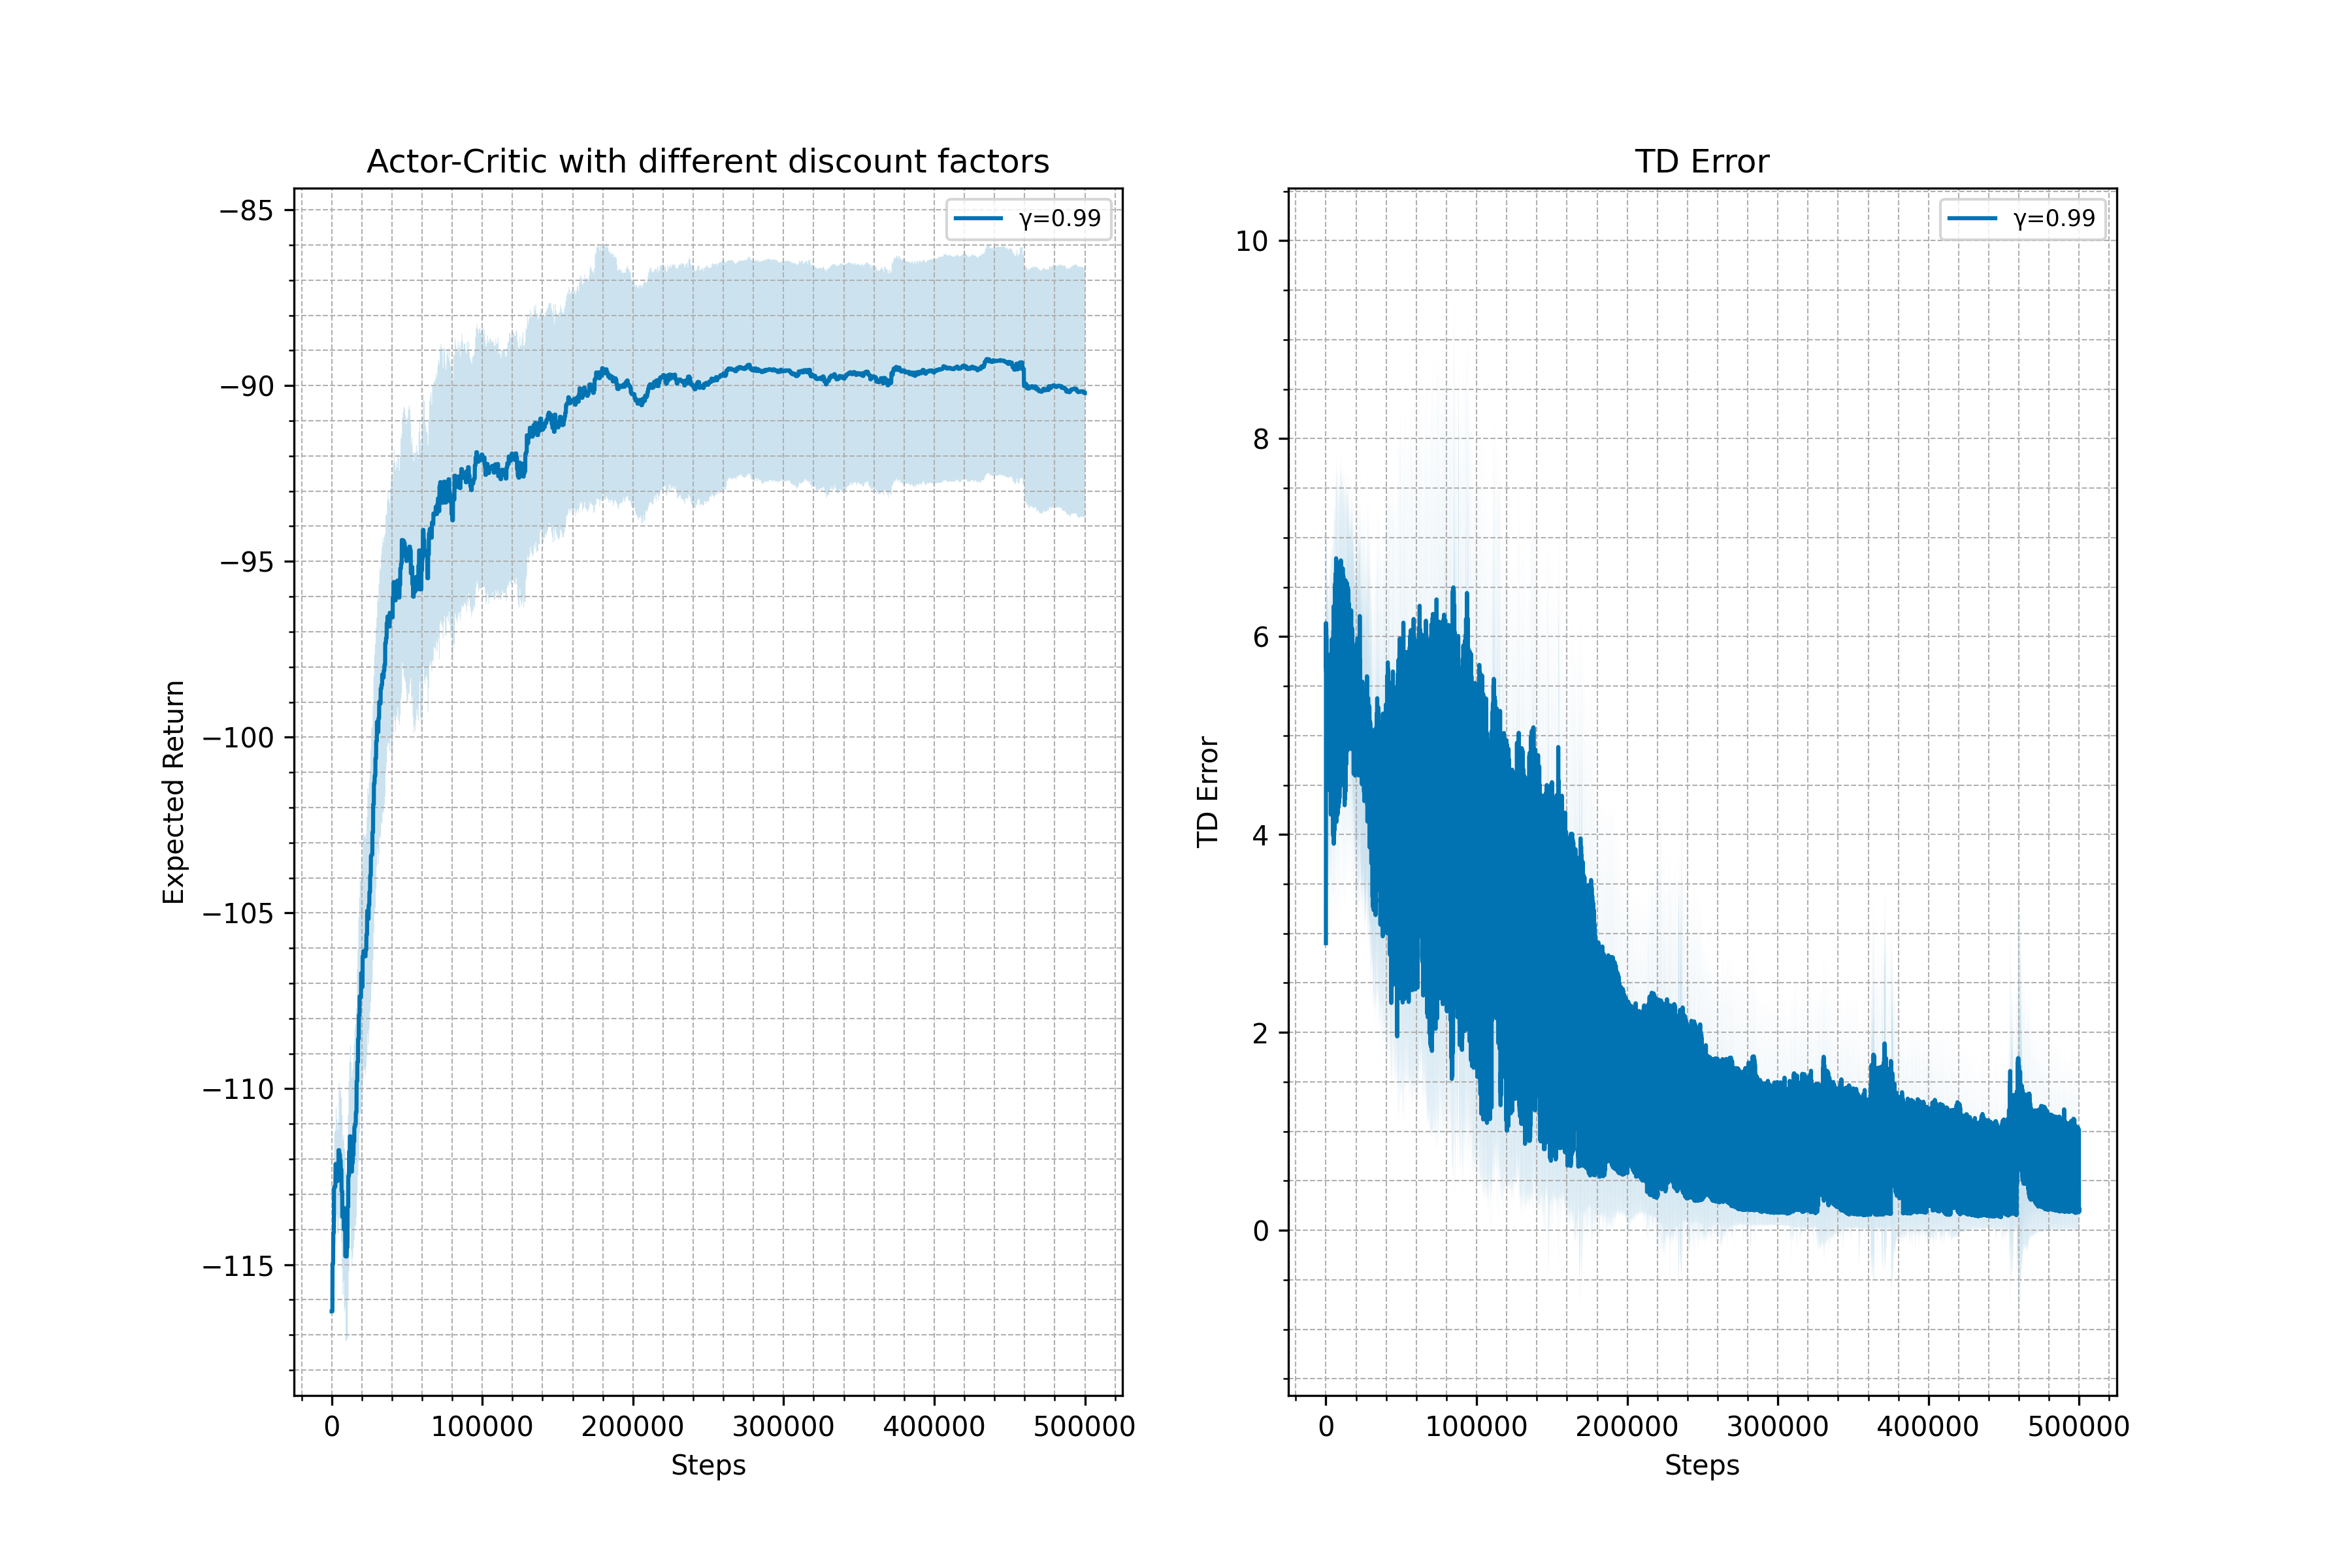 Actor-Critic with different discount factors
γ=0.99
−85
−90
−95
−100
−105
−110
−115
Expected Return
0 100000 200000 300000 400000 500000
Steps
TD Error
γ=0.99
10
8
6
4
2
0
TD Error
0 100000 200000 300000 400000 500000
Steps